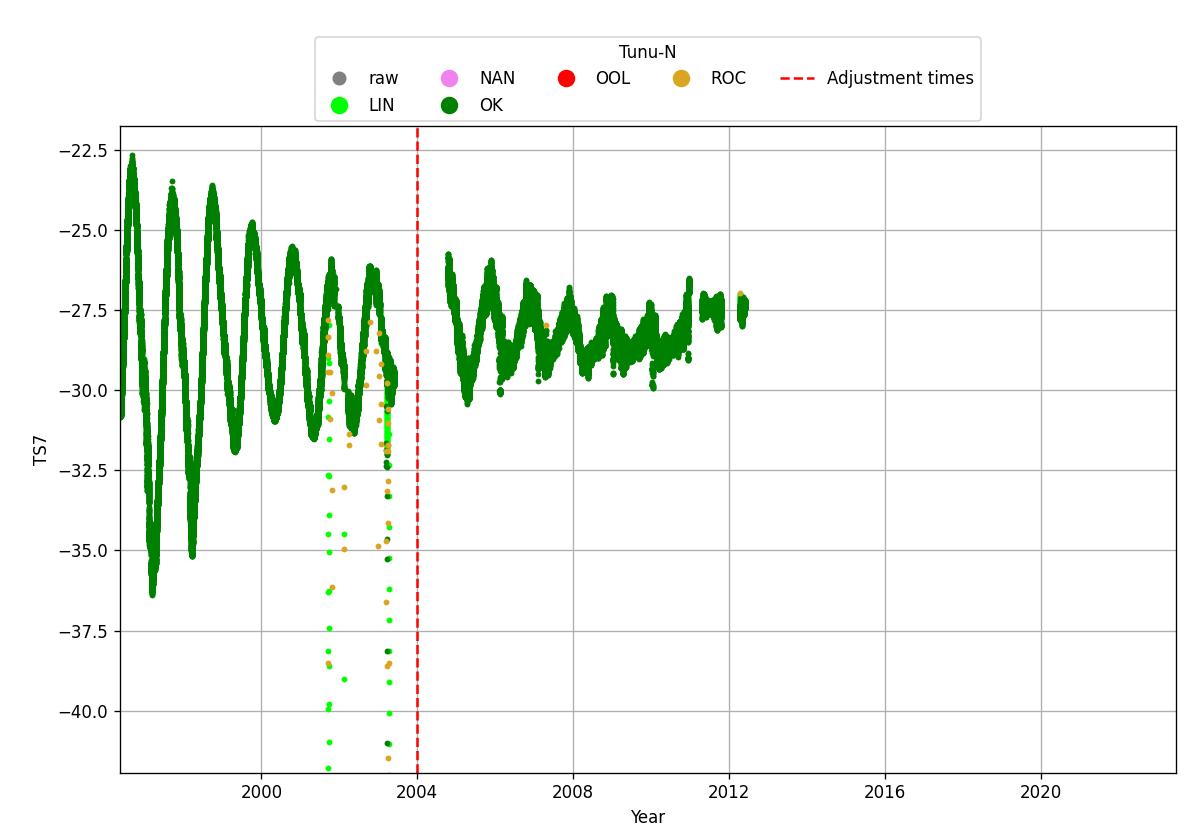 Tunu-N
raw NAN OOL ROC Adjustment times
LIN OK
−22.5
−25.0
−27.5
−30.0
−32.5
−35.0
−37.5
−40.0
TS7
2000 2004 2008 2012 2016 2020
Year